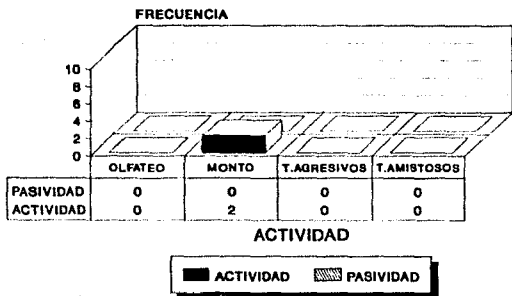 FRECUENCIA
10
8
6
4
2
0
OLFATEO MONTO T.AGRESIVOS T.AMISTOSOS
PASIVIDAD 0 0 0 0
ACTIVIDAD 0 2 0 0
ACTIVIDAD
ACTIVIDAD PASIVIDAD